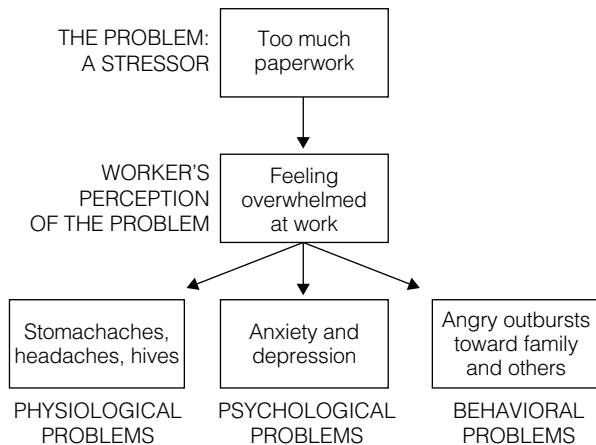 THE PROBLEM:
A STRESSOR
Too much
paperwork
WORKER'S
PERCEPTION
OF THE PROBLEM
Feeling
overwhelmed
at work
Stomachaches,
headaches, hives
Anxiety and
depression
Angry outbursts
toward family
and others
PHYSIOLOGICAL
PROBLEMS
PSYCHOLOGICAL
PROBLEMS
BEHAVIORAL
PROBLEMS